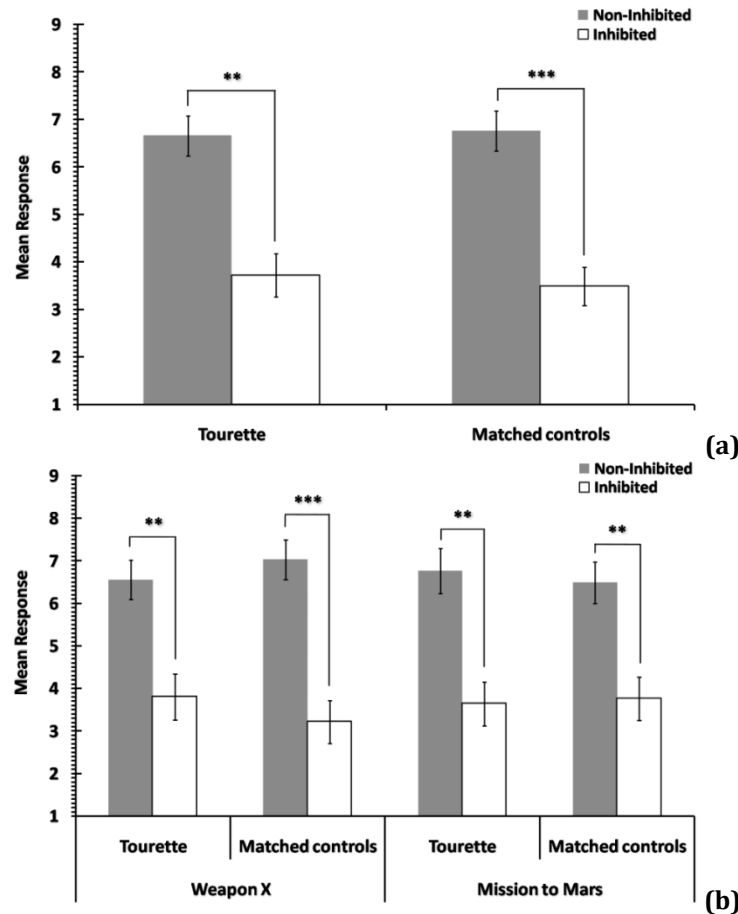 Non-Inhibited
Inhibited
9
8
7
6
5
4
3
2
1
Mean Response
**
***
Tourette
Matched controls
(a)
Non-Inhibited
Inhibited
9
8
7
6
5
4
3
2
1
Mean Response
**
***
**
**
Tourette
Matched controls
Tourette
Matched controls
Weapon X
Mission to Mars
(b)